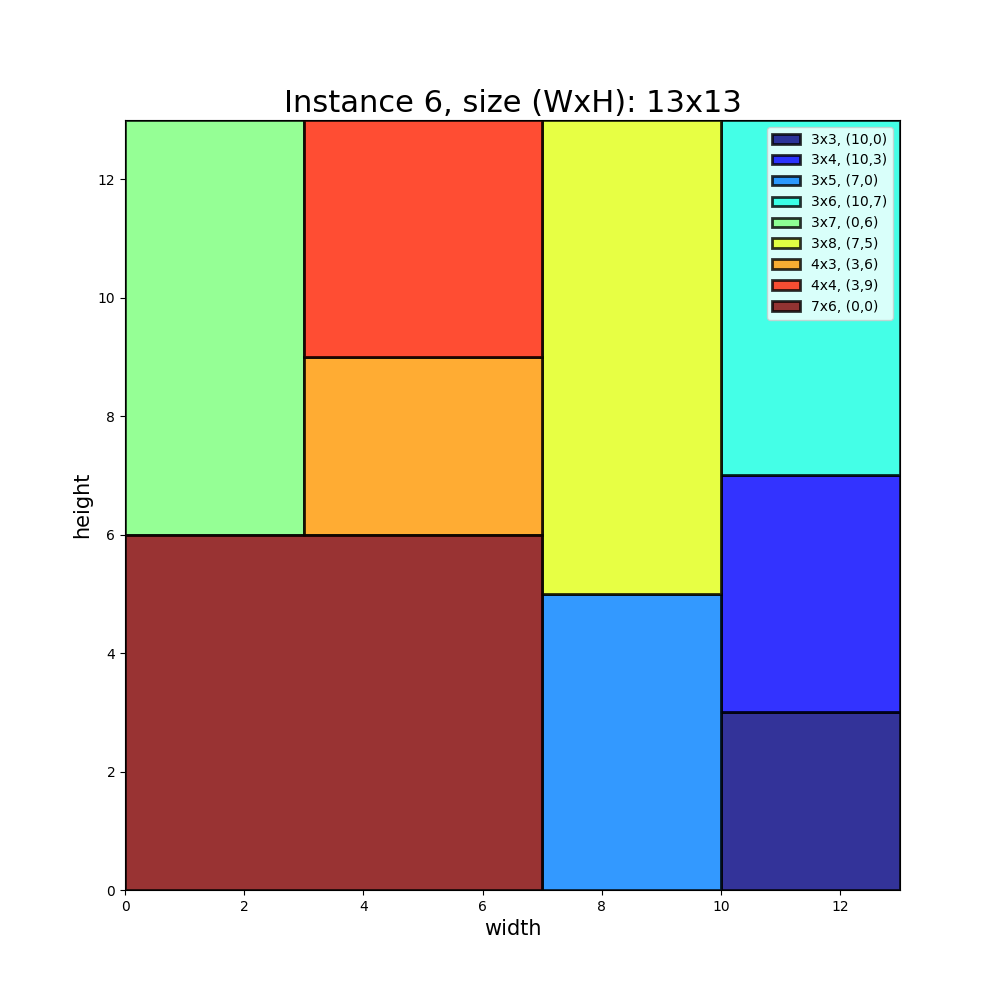 Instance 6, size (WxH): 13x13
3x3, (10,0)
3x4, (10,3)
3x5, (7,0)
3x6, (10,7)
3x7, (0,6)
3x8, (7,5)
4x3, (3,6)
4x4, (3,9)
7x6, (0,0)
height
12
10
8
6
4
2
0
0 2 4 6 8 10 12
width